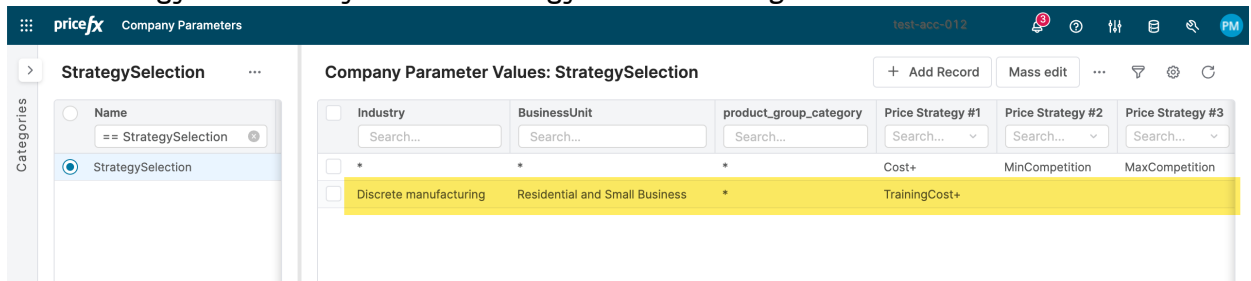 pricefx Company Parameters test-acc-012 3 PM
Categories
StrategySelection ...
Name
== StrategySelection
StrategySelection
Company Parameter Values: StrategySelection + Add Record Mass edit ...
Industry BusinessUnit product_group_category Price Strategy #1 Price Strategy #2 Price Strategy #3
Search... Search... Search... Search... Search... Search...
* * * Cost+ MinCompetition MaxCompetition
Discrete manufacturing Residential and Small Business * TrainingCost+